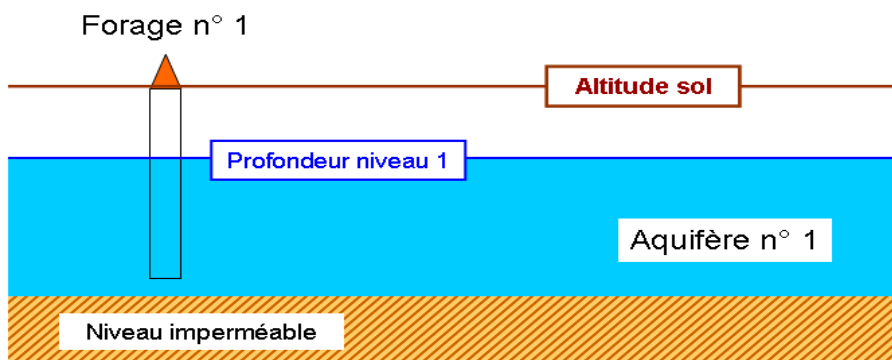 Forage n° 1
Altitude sol
Profondeur niveau 1
Aquifère n° 1
Niveau imperméable